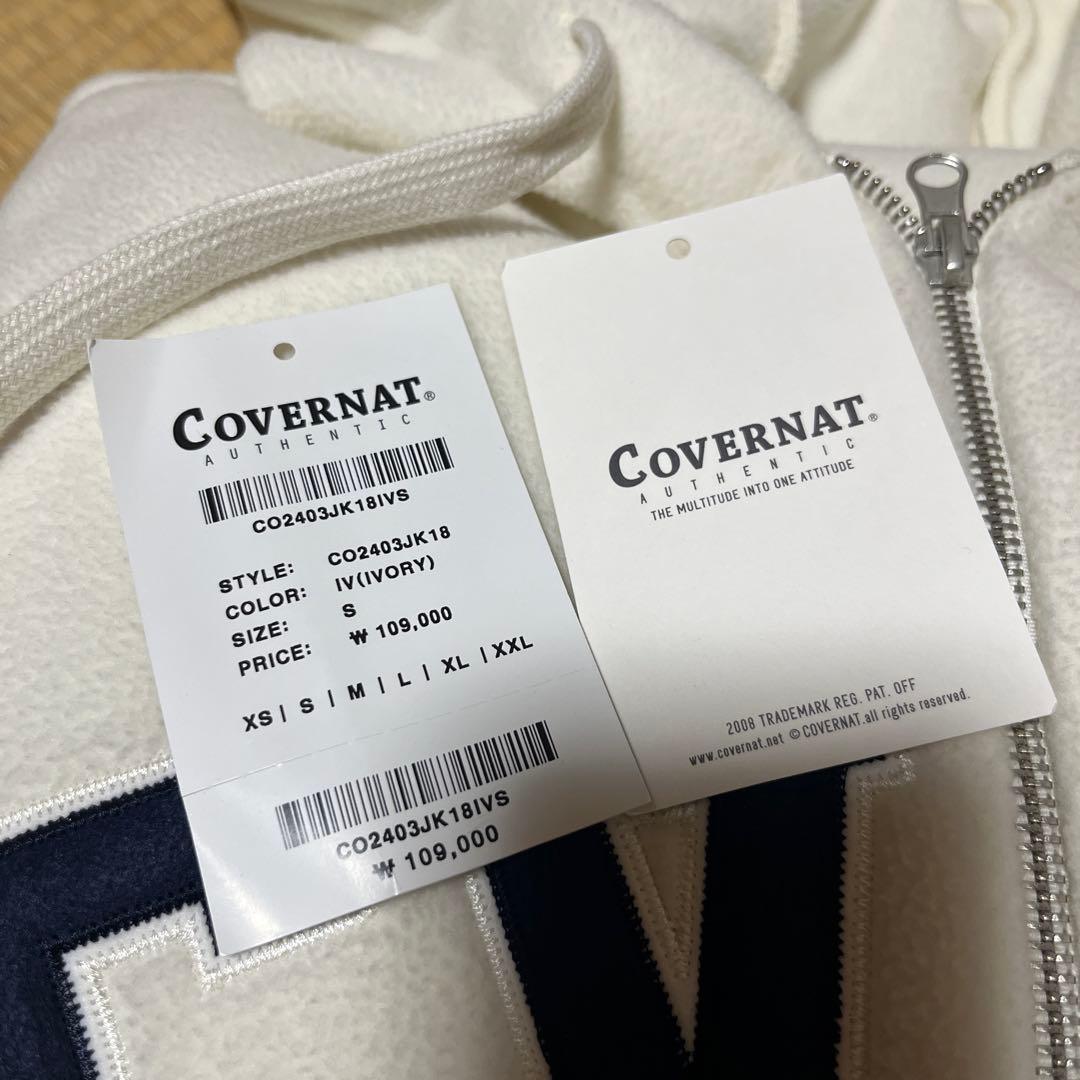 COVERNAT®
AUTHENTIC
CO2403JK18IVS
STYLE: CO2403JK18
COLOR: IV(IVORY)
SIZE: S
PRICE: ₩ 109,000
XS | S | M | L | XL | XXL
CO2403JK18IVS
₩ 109,000
COVERNAT®
AUTHENTIC
THE MULTITUDE INTO ONE ATTITUDE
2008 TRADEMARK REG. PAT. OFF
www.covernat.net © COVERNAT.all rights reserved.